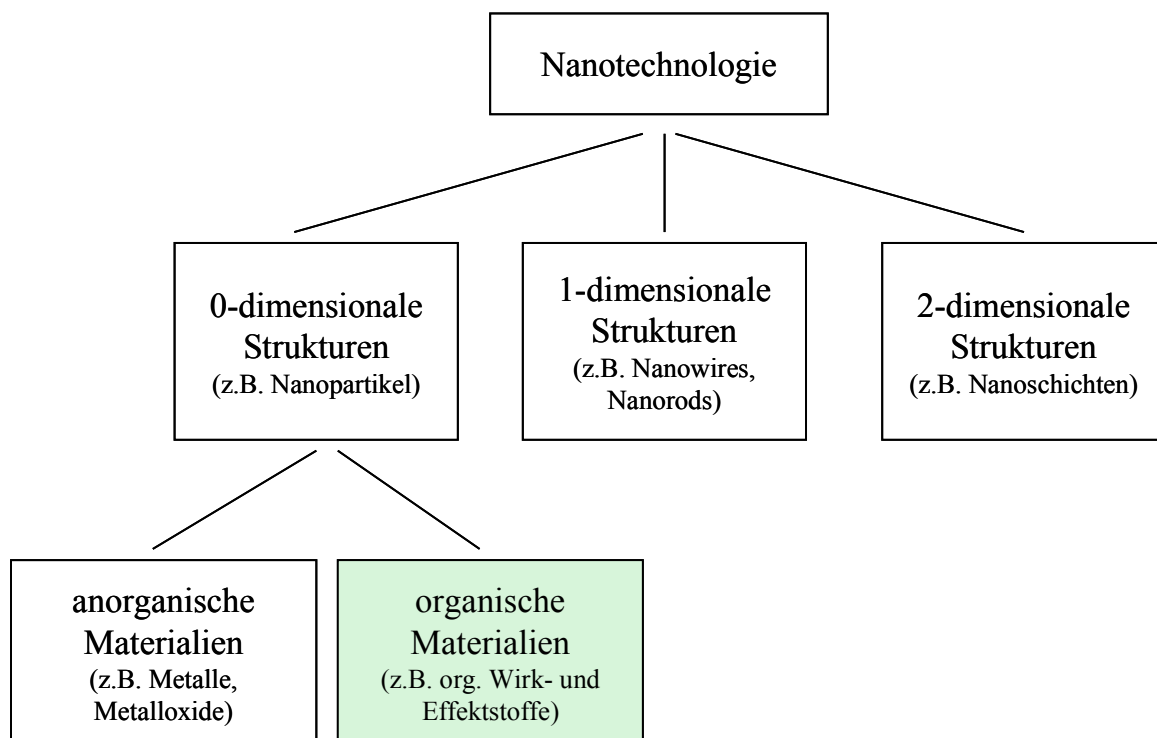 Nanotechnologie
0-dimensionale
Strukturen
(z.B. Nanopartikel)
1-dimensionale
Strukturen
(z.B. Nanowires,
Nanorods)
2-dimensionale
Strukturen
(z.B. Nanoschichten)
anorganische
Materialien
(z.B. Metalle,
Metalloxide)
organische
Materialien
(z.B. org. Wirk- und
Effektstoffe)